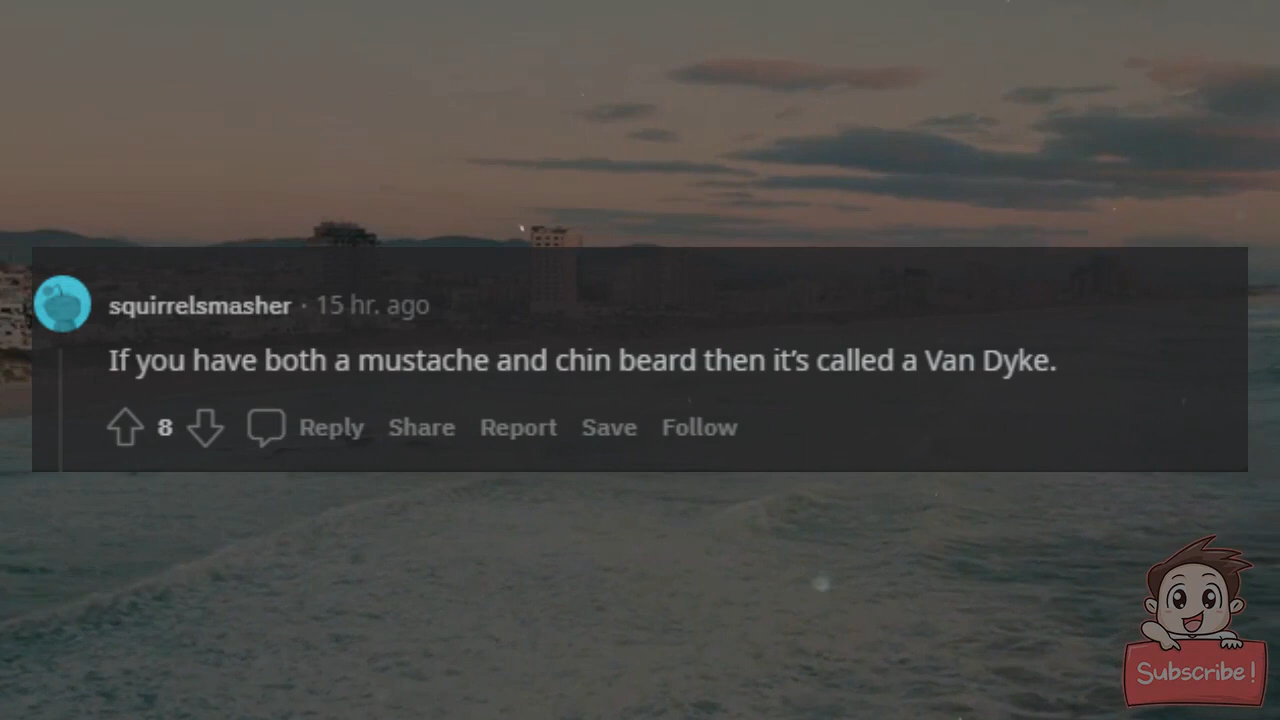 squirrelsmasher · 15 hr. ago
If you have both a mustache and chin beard then it’s called a Van Dyke.
8 Reply Share Report Save Follow
Subscribe!